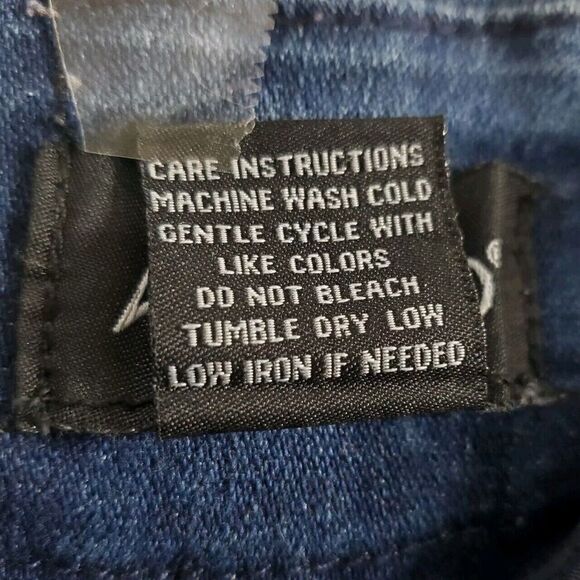 CARE INSTRUCTIONS
MACHINE WASH COLD
GENTLE CYCLE WITH
LIKE COLORS
DO NOT BLEACH
TUMBLE DRY LOW
LOW IRON IF NEEDED